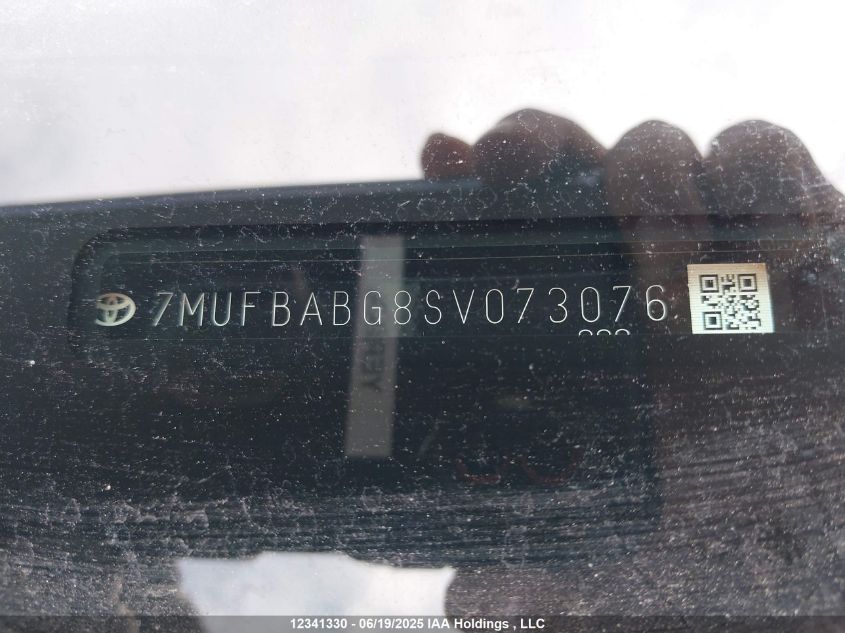 7MUFBABG8SV073076
12341330 - 06/19/2025 IAA Holdings , LLC